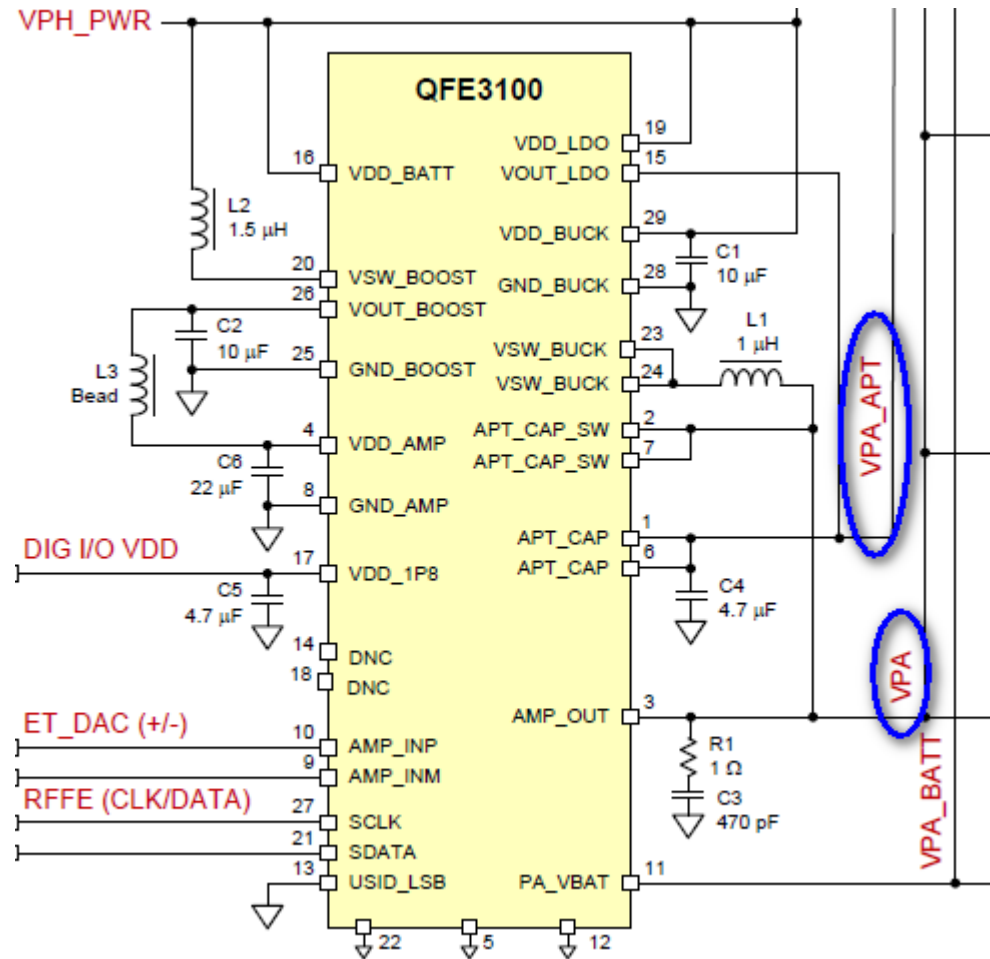 VPH_PWR
QFE3100
19
VDD_LDO
15
VOUT_LDO
16
VDD_BATT
L2
1.5 µH
29
VDD_BUCK
C1
10 µF
28
GND_BUCK
20
VSW_BOOST
26
VOUT_BOOST
C2
10 µF
25
GND_BOOST
L3
Bead
23
VSW_BUCK
24
VSW_BUCK
L1
1 µH
2
APT_CAP_SW
7
APT_CAP_SW
VPA_APT
4
VDD_AMP
C6
22 µF
8
GND_AMP
1
APT_CAP
6
APT_CAP
C4
4.7 µF
DIG I/O VDD
17
VDD_1P8
C5
4.7 µF
14
DNC
18
DNC
3
AMP_OUT
VPA
R1
1 Ω
C3
470 pF
VPA_BATT
ET_DAC (+/-)
10
AMP_INP
9
AMP_INM
RFFE (CLK/DATA)
27
SCLK
21
SDATA
13
USID_LSB
PA_VBAT
11
22
5
12